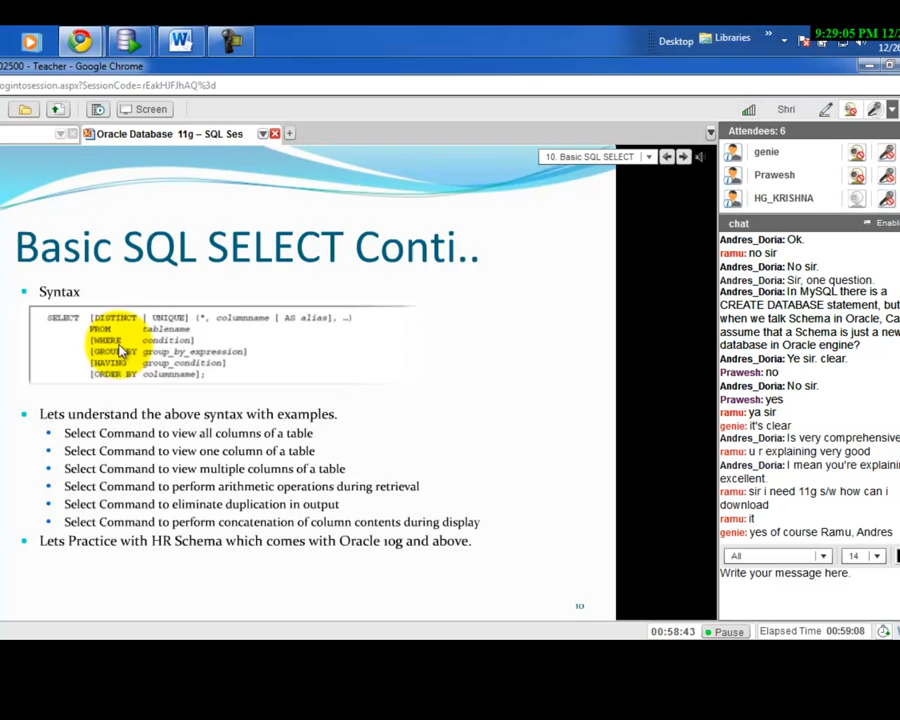 9:29:05 PM 12/2
Desktop
Libraries
»
12/26
02500 - Teacher - Google Chrome
ogintosession.aspx?SessionCode=rEakHJFJhAQ%3d
Screen
Shri
Oracle Database 11g – SQL Ses
Attendees: 6
10. Basic SQL SELECT
genie
Prawesh
HG_KRISHNA
chat
Enabl
Basic SQL SELECT Conti..
Syntax
SELECT [DISTINCT | UNIQUE] (*, columnname [ AS alias], …)
FROM tablename
[WHERE condition]
[GROUP BY group_by_expression]
[HAVING group_condition]
[ORDER BY columnname];
Lets understand the above syntax with examples.
Select Command to view all columns of a table
Select Command to view one column of a table
Select Command to view multiple columns of a table
Select Command to perform arithmetic operations during retrieval
Select Command to eliminate duplication in output
Select Command to perform concatenation of column contents during display
Lets Practice with HR Schema which comes with Oracle 10g and above.
10
Andres_Doria: Ok.
ramu: no sir
Andres_Doria: No sir.
Andres_Doria: Sir, one question.
Andres_Doria:
In MySQL there is a
CREATE DATABASE statement, but
when we talk Schema in Oracle, Ca
assume that a Schema is just a new
database in Oracle engine?
Andres_Doria: Ye sir. clear.
Prawesh: no
Andres_Doria: No sir.
Prawesh: yes
ramu: ya sir
genie: it's clear
Andres_Doria: Is very comprehensive
ramu: u r explaining very good
Andres_Doria: I mean you're explainin
excellent.
ramu: sir i need 11g s/w how can i
download
ramu: it
genie: yes of course Ramu, Andres
All
14
Write your message here.
00:58:43
Pause
Elapsed Time 00:59:08